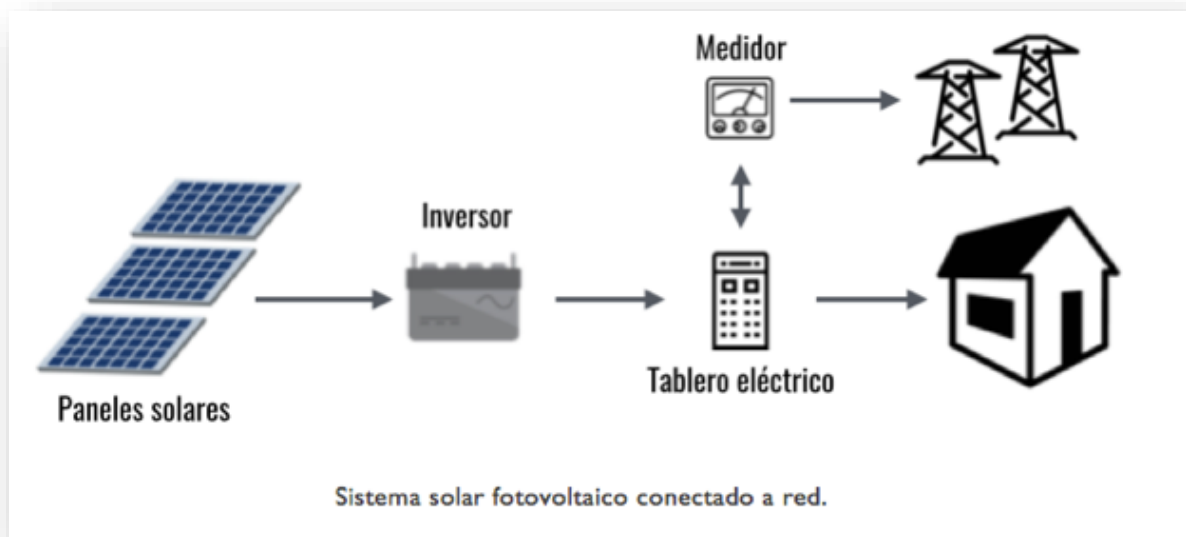 Medidor
Inversor
Tablero eléctrico
Paneles solares
Sistema solar fotovoltaico conectado a red.